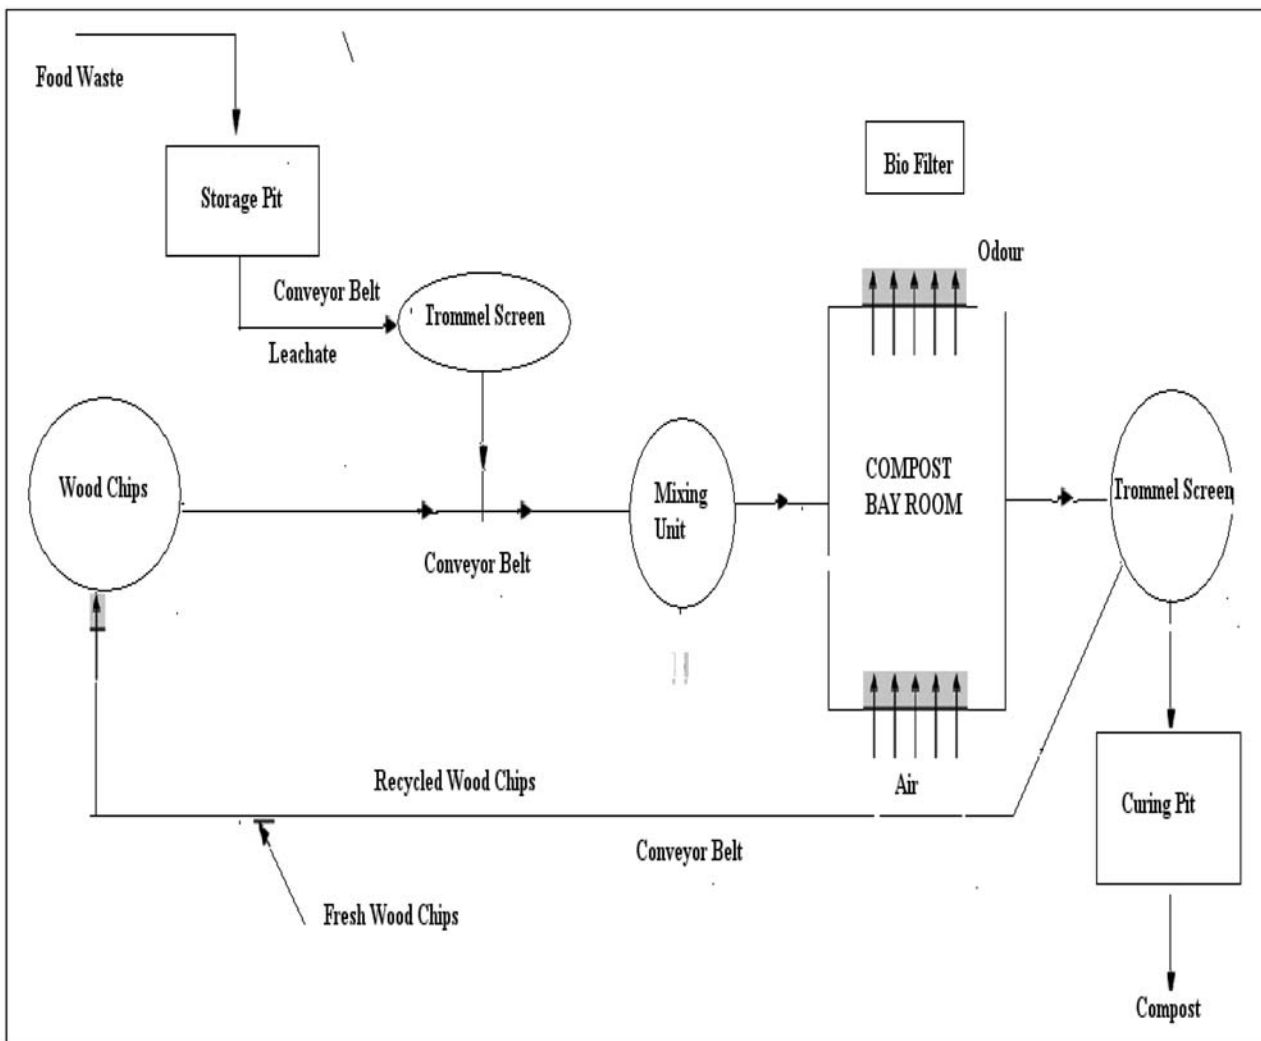 Food Waste
Storage Pit
Bio Filter
Odour
Conveyor Belt
Trommel Screen
Leachate
Wood Chips
COMPOST
BAY ROOM
Mixing
Unit
Trommel Screen
Conveyor Belt
Recycled Wood Chips
Air
Curing Pit
Conveyor Belt
Fresh Wood Chips
Compost